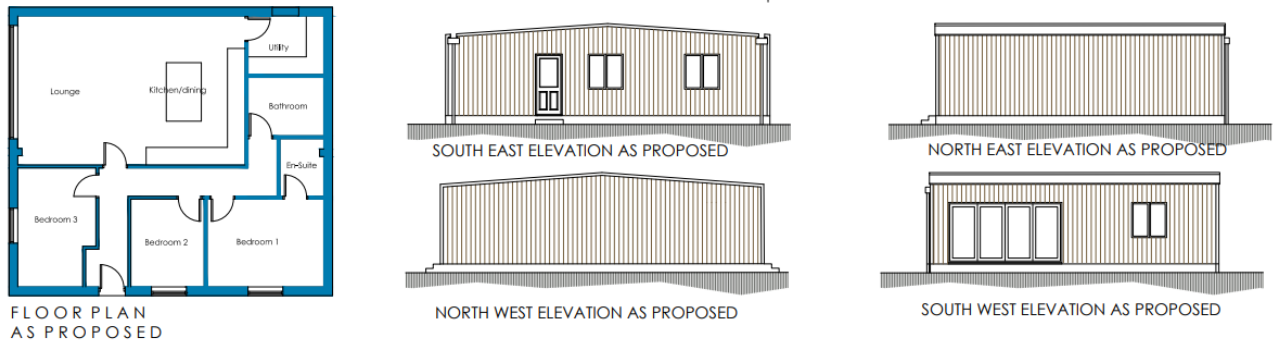 Utility
Lounge
Kitchen/dining
Bathroom
En-Suite
Bedroom 3
Bedroom 2
Bedroom 1
FLOOR PLAN
AS PROPOSED
SOUTH EAST ELEVATION AS PROPOSED
NORTH EAST ELEVATION AS PROPOSED
NORTH WEST ELEVATION AS PROPOSED
SOUTH WEST ELEVATION AS PROPOSED